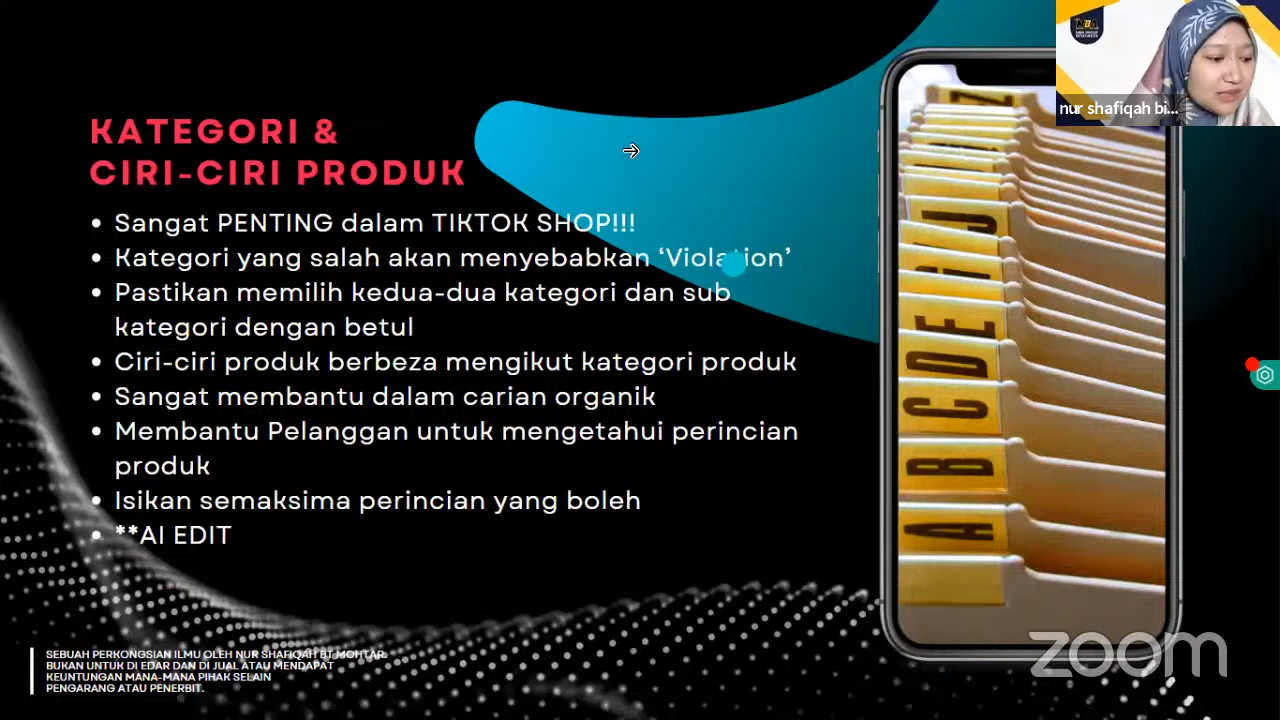 KATEGORI &
CIRI-CIRI PRODUK
• Sangat PENTING dalam TIKTOK SHOP!!!
• Kategori yang salah akan menyebabkan ‘Violation’
• Pastikan memilih kedua-dua kategori dan sub
kategori dengan betul
• Ciri-ciri produk berbeza mengikut kategori produk
• Sangat membantu dalam carian organik
• Membantu Pelanggan untuk mengetahui perincian
produk
• Isikan semaksima perincian yang boleh
• **AI EDIT
SEBUAH PERKONGSIAN ILMU OLEH NUR SHAFIQAH BT MOHTAR.
BUKAN UNTUK DI EDAR DAN DI JUAL ATAU MENDAPAT
KEUNTUNGAN MANA-MANA PIHAK SELAIN
PENGARANG ATAU PENERBIT.
nur shafiqah bi...
Z
J
G
E
D
C
B
A
zoom